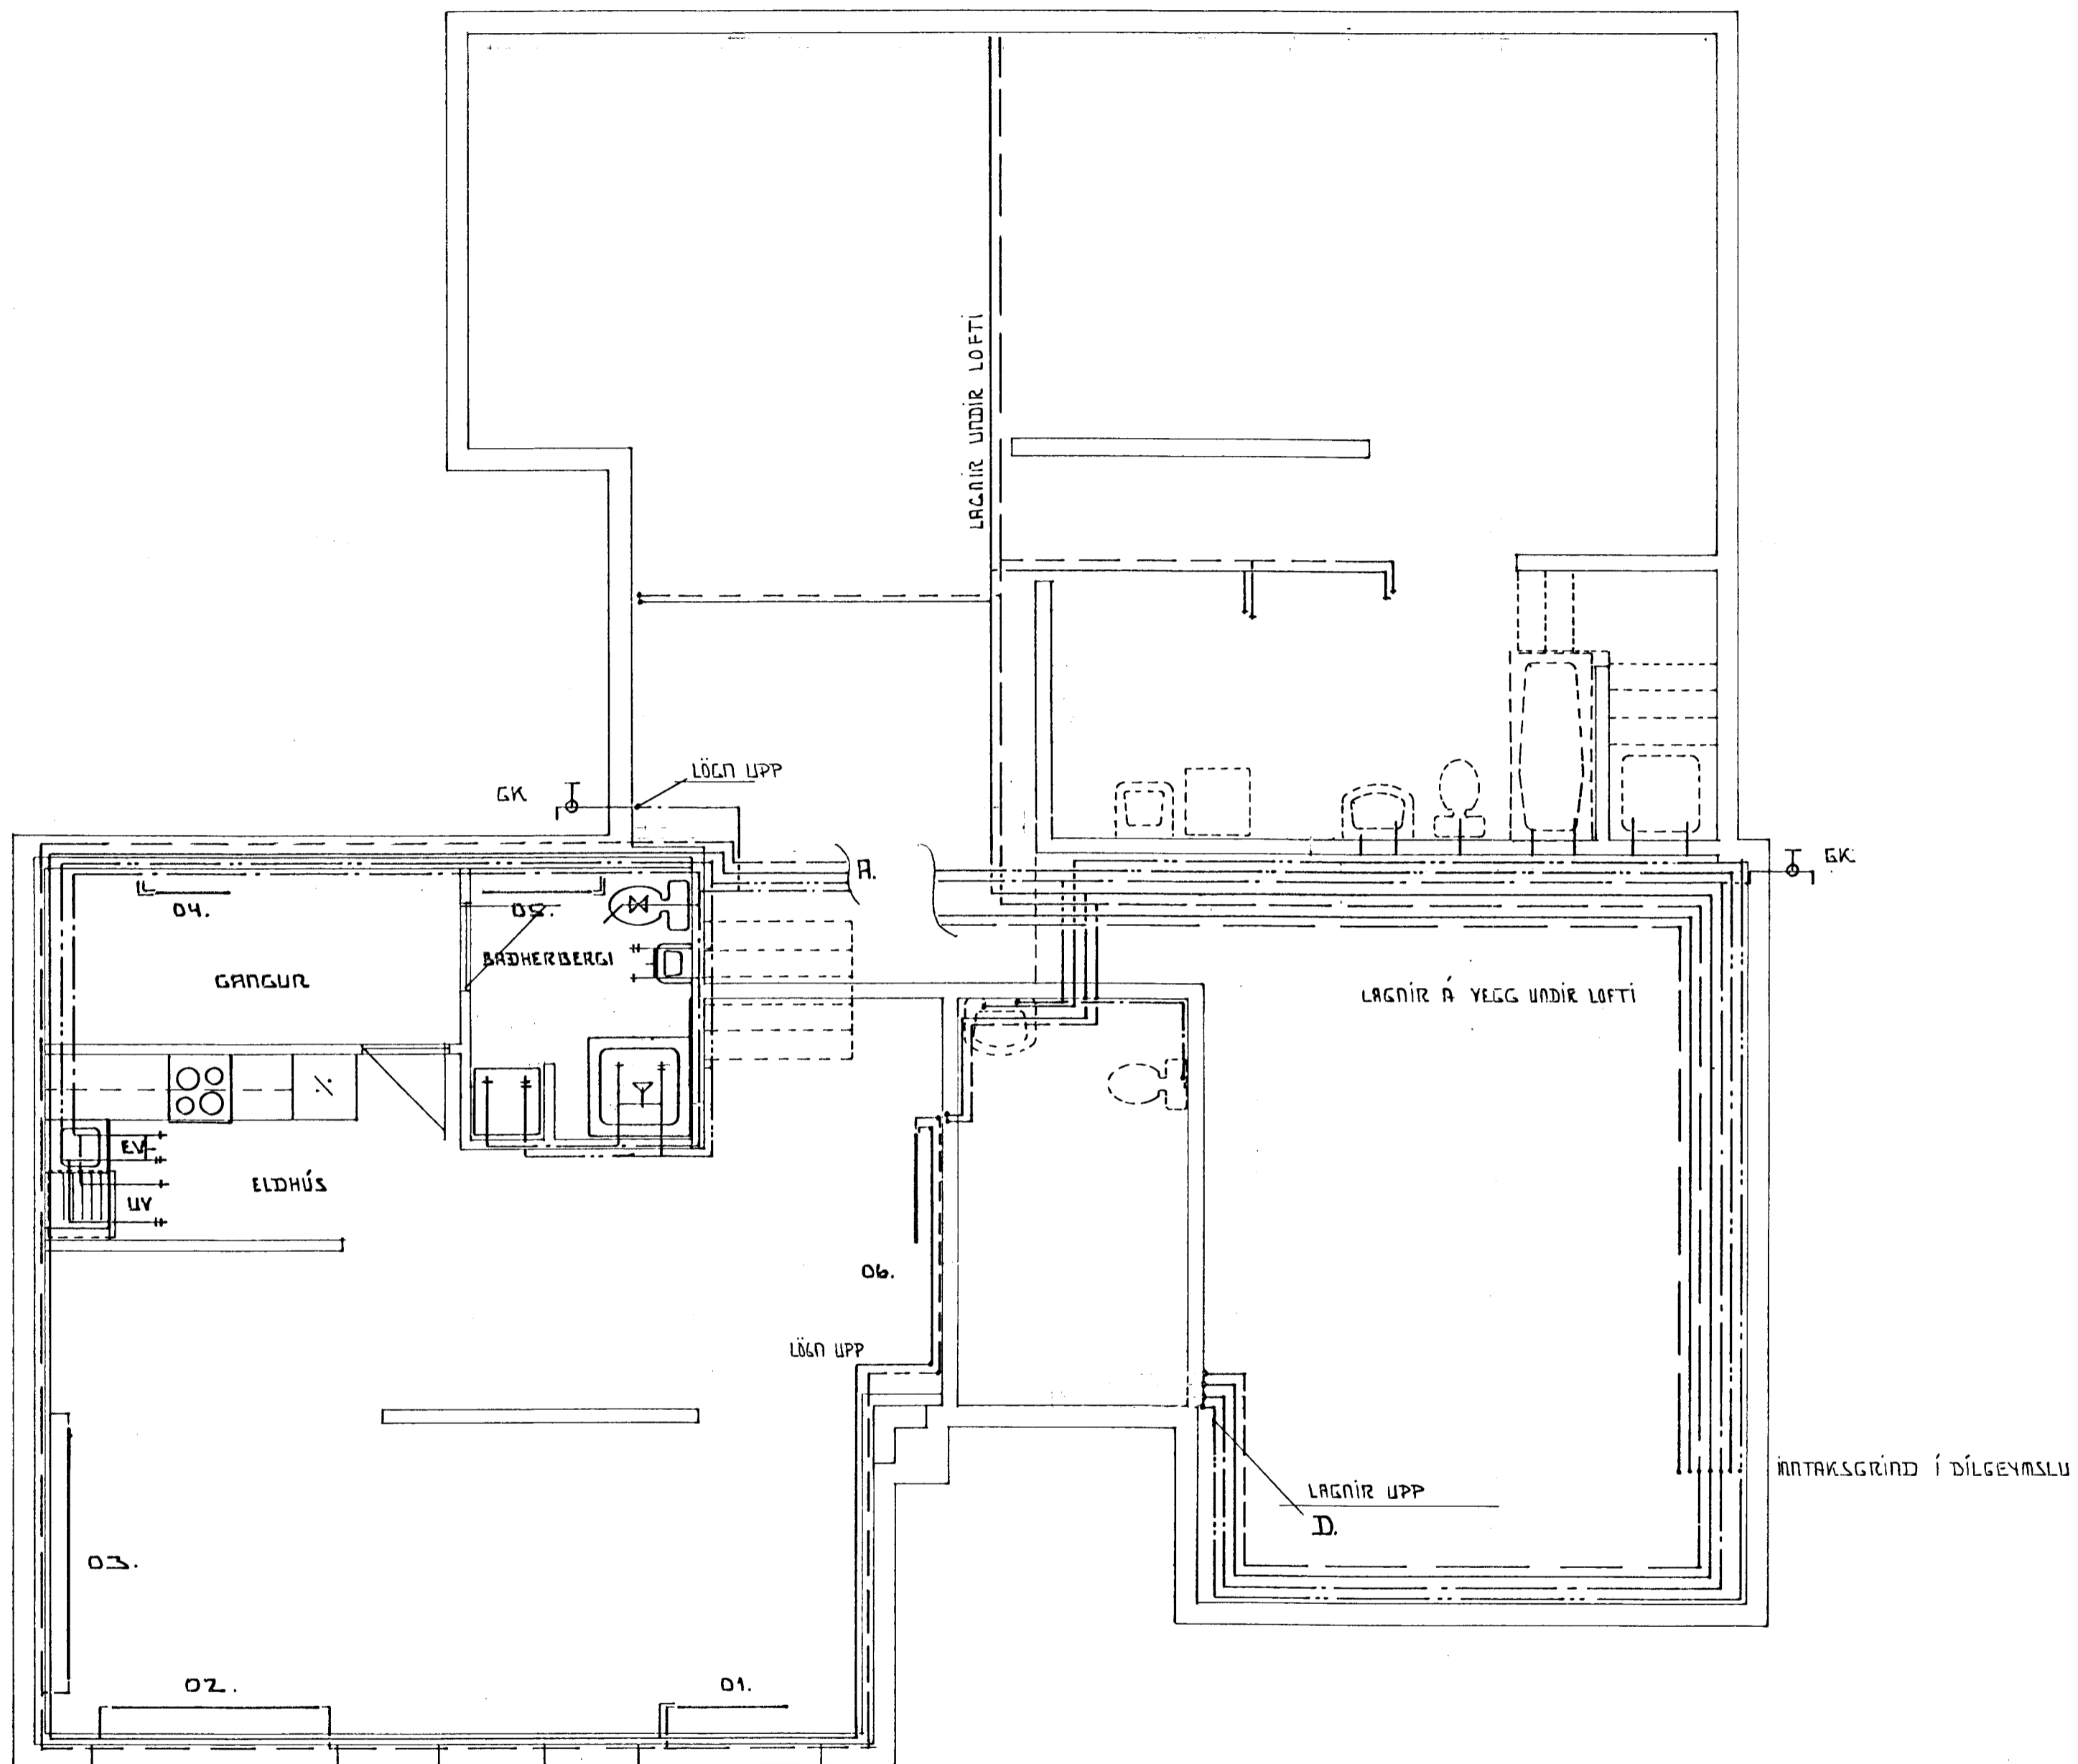 LAGNIR UNDIR LOFTI
LÖGN UPP
GK
A.
GK
04.
05.
BAÐHERBERGI
GANGUR
LAGNIR Á VEGG UNDIR LOFTI
EV
UV
ELDHÚS
06.
LÖGN UPP
INNTAKSGRIND Í BÍLGEYMSLU
LAGNIR UPP
D.
03.
02.
01.